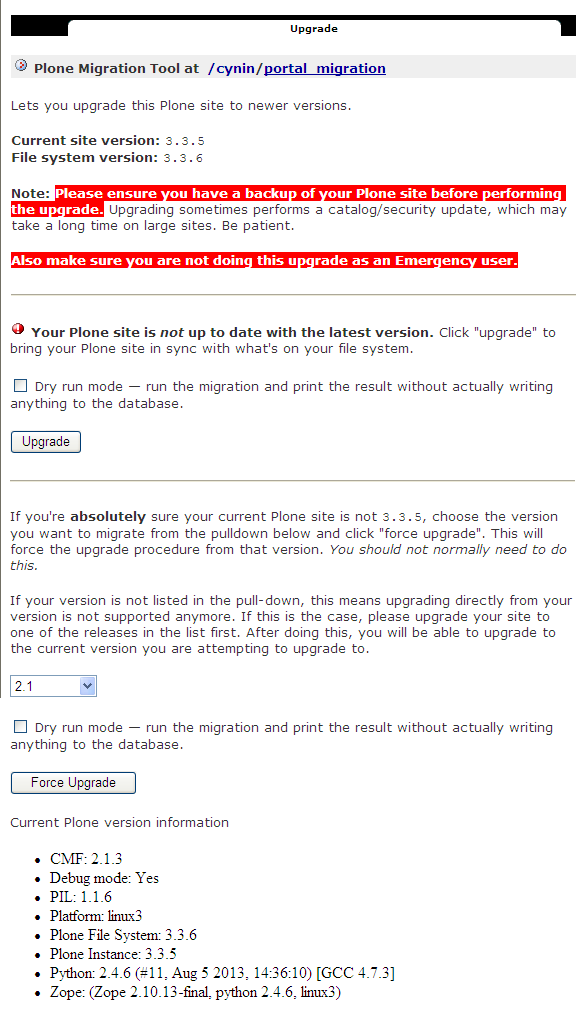 Upgrade
Plone Migration Tool at /cynin/portal_migration
Lets you upgrade this Plone site to newer versions.
Current site version: 3.3.5
File system version: 3.3.6
Note: Please ensure you have a backup of your Plone site before performing
the upgrade. Upgrading sometimes performs a catalog/security update, which may
take a long time on large sites. Be patient.
Also make sure you are not doing this upgrade as an Emergency user.
Your Plone site is not up to date with the latest version. Click "upgrade" to
bring your Plone site in sync with what's on your file system.
Dry run mode — run the migration and print the result without actually writing
anything to the database.
Upgrade
If you're absolutely sure your current Plone site is not 3.3.5, choose the version
you want to migrate from the pulldown below and click "force upgrade". This will
force the upgrade procedure from that version. You should not normally need to do
this.
If your version is not listed in the pull-down, this means upgrading directly from your
version is not supported anymore. If this is the case, please upgrade your site to
one of the releases in the list first. After doing this, you will be able to upgrade to
the current version you are attempting to upgrade to.
2.1
Dry run mode — run the migration and print the result without actually writing
anything to the database.
Force Upgrade
Current Plone version information
• CMF: 2.1.3
• Debug mode: Yes
• PIL: 1.1.6
• Platform: linux3
• Plone File System: 3.3.6
• Plone Instance: 3.3.5
• Python: 2.4.6 (#11, Aug 5 2013, 14:36:10) [GCC 4.7.3]
• Zope: (Zope 2.10.13-final, python 2.4.6, linux3)